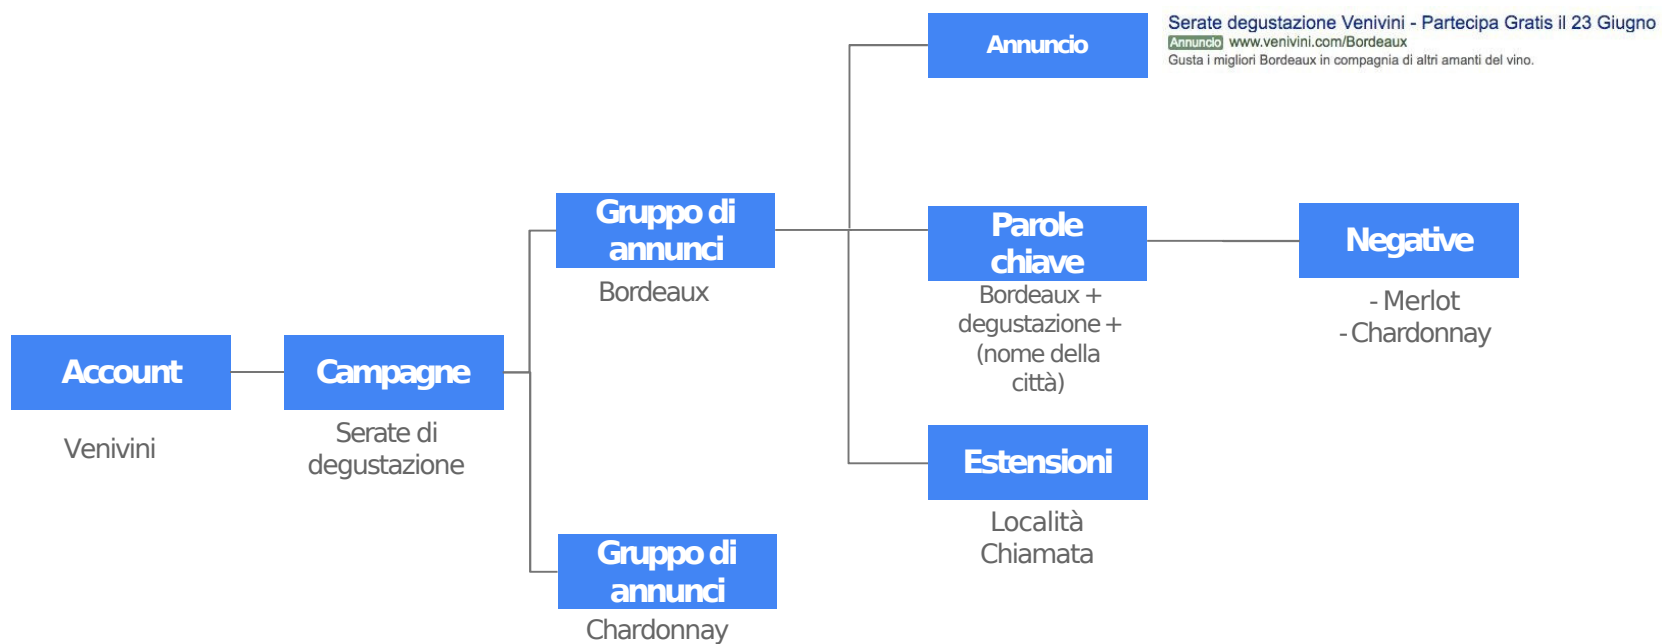 Annuncio
Serate degustazione Venivini - Partecipa Gratis il 23 Giugno
Annuncio www.venivini.com/Bordeaux
Gusta i migliori Bordeaux in compagnia di altri amanti del vino.
Gruppo di
annunci
Bordeaux
Parole
chiave
Bordeaux +
degustazione +
(nome della
città)
Negative
- Merlot
- Chardonnay
Account
Venivini
Campagne
Serate di
degustazione
Estensioni
Località
Chiamata
Gruppo di
annunci
Chardonnay